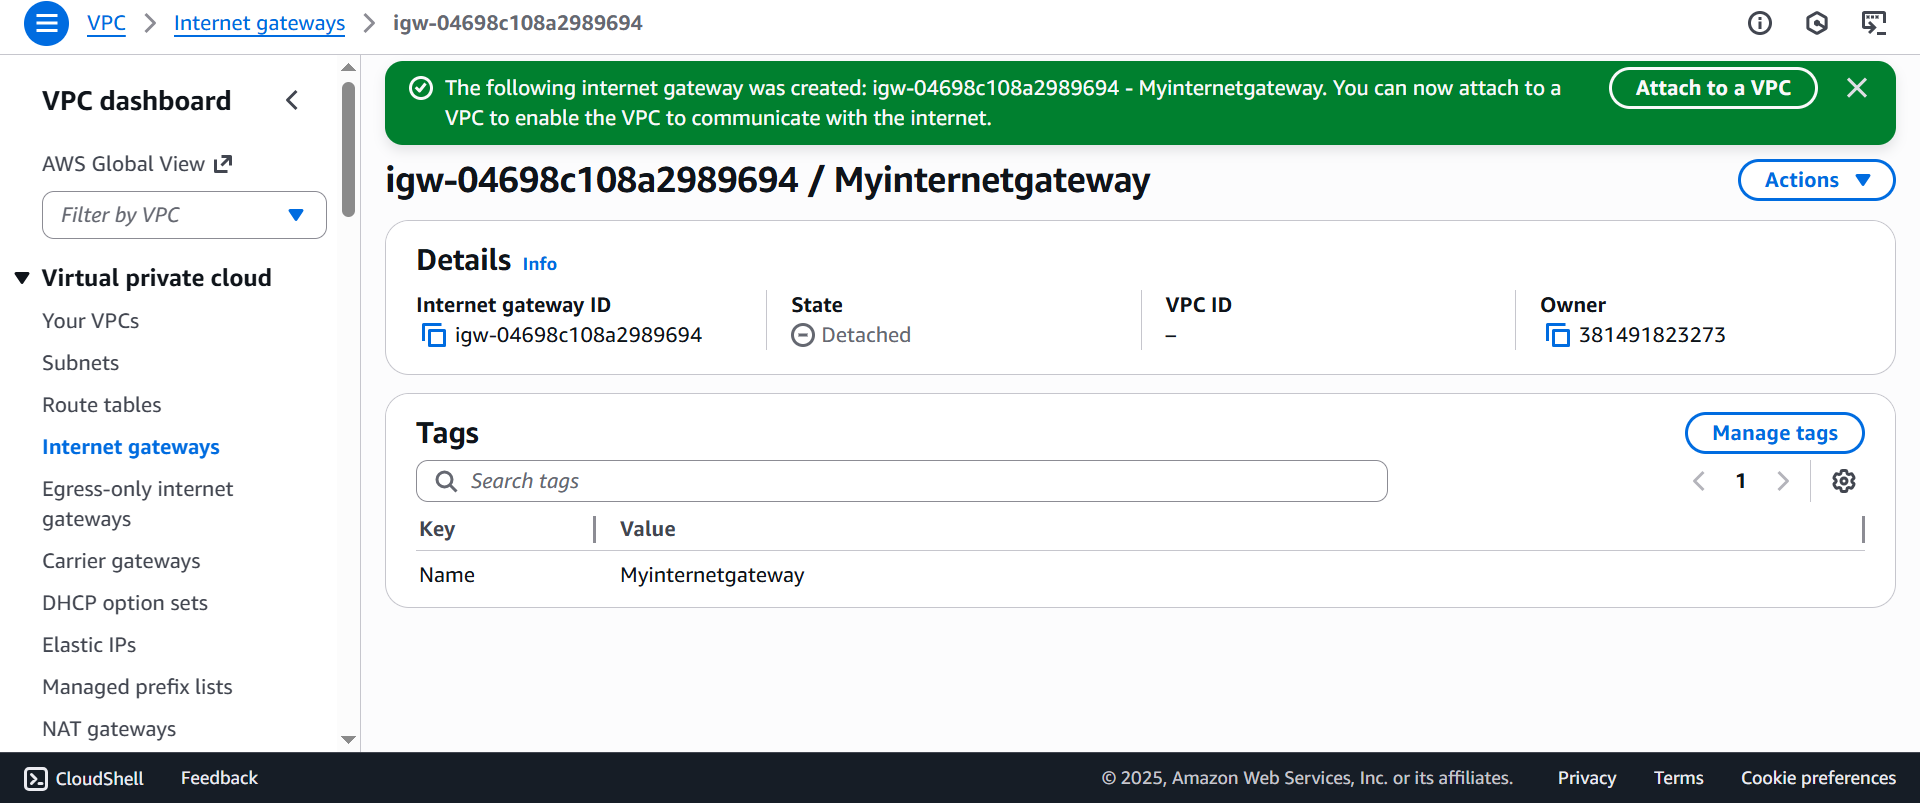 VPC > Internet gateways > igw-04698c108a2989694
VPC dashboard
AWS Global View
Filter by VPC
Virtual private cloud
Your VPCs
Subnets
Route tables
Internet gateways
Egress-only internet
gateways
Carrier gateways
DHCP option sets
Elastic IPs
Managed prefix lists
NAT gateways
The following internet gateway was created: igw-04698c108a2989694 - Myinternetgateway. You can now attach to a
VPC to enable the VPC to communicate with the internet.
Attach to a VPC
igw-04698c108a2989694 / Myinternetgateway
Actions
Details Info
Internet gateway ID
igw-04698c108a2989694
State
Detached
VPC ID
–
Owner
381491823273
Tags
Manage tags
Search tags
1
Key Value
Name Myinternetgateway
CloudShell Feedback © 2025, Amazon Web Services, Inc. or its affiliates. Privacy Terms Cookie preferences